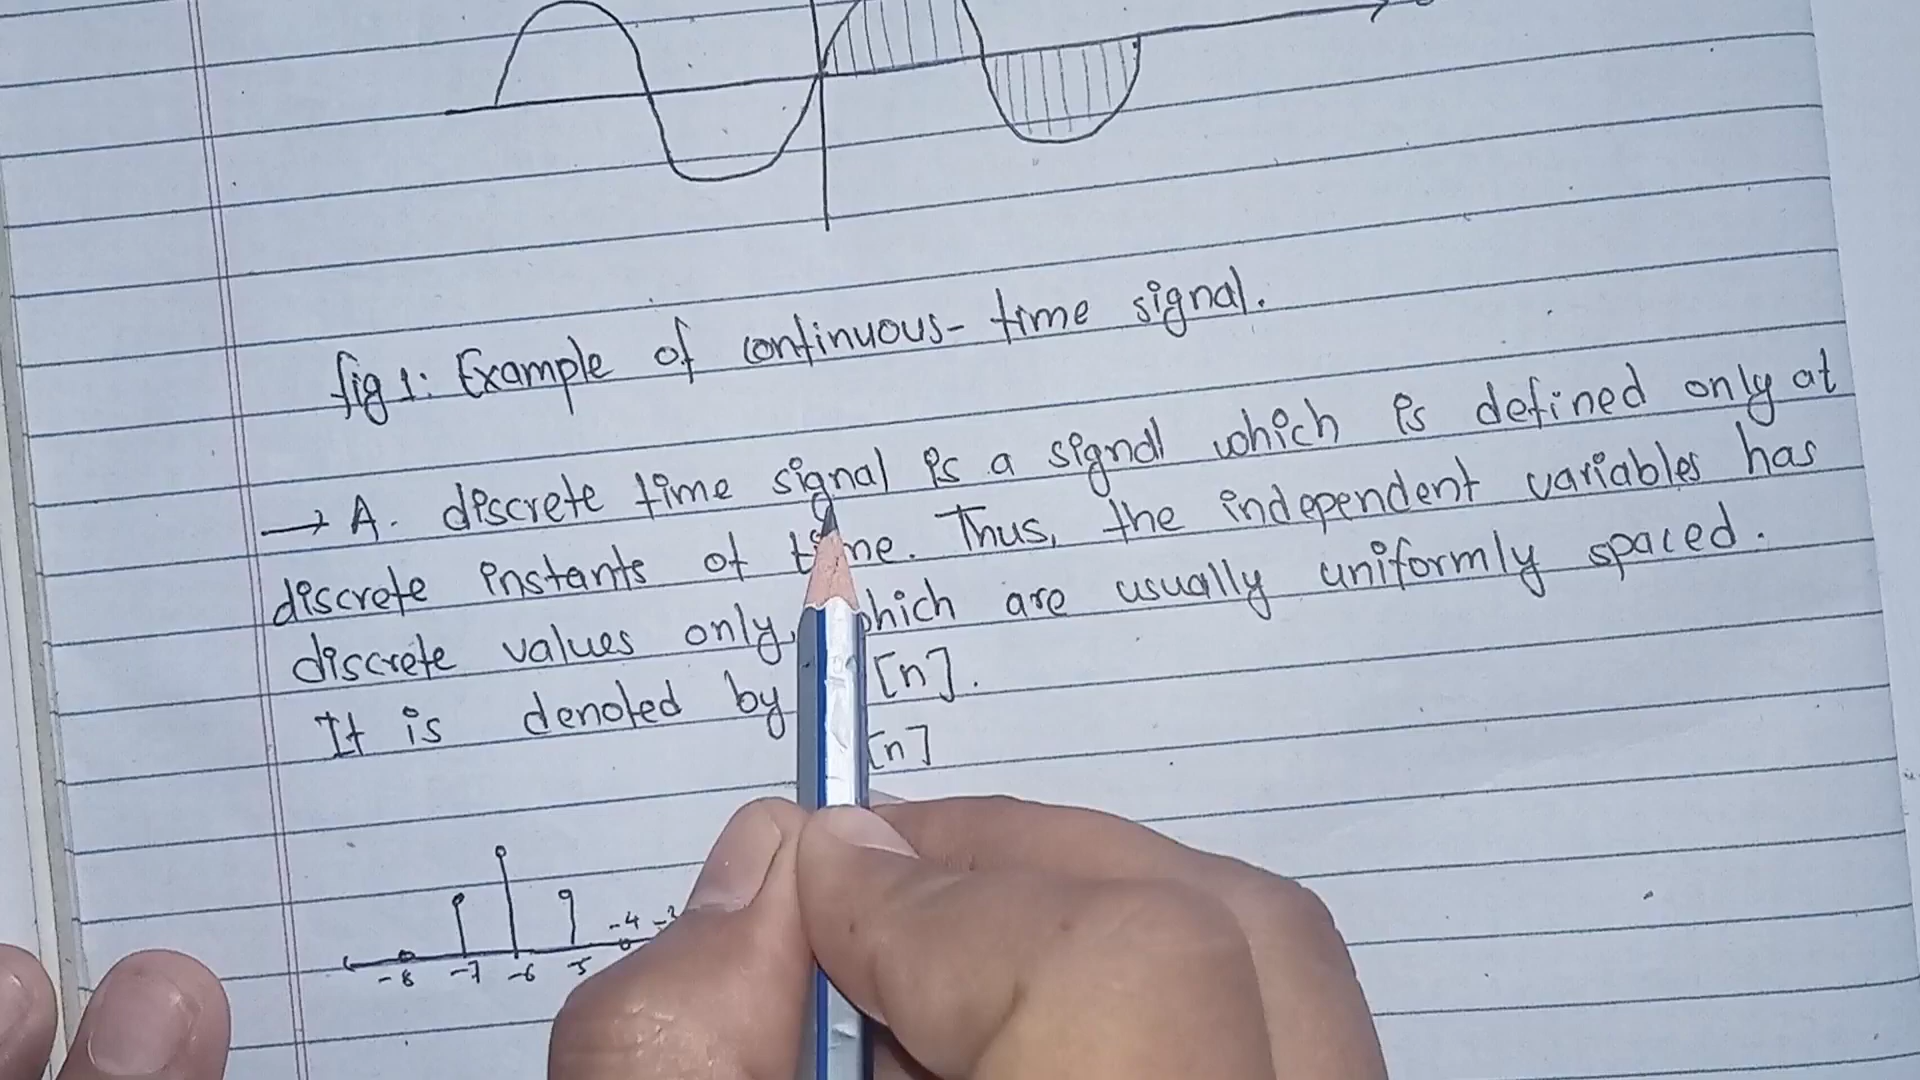 fig 1: Example of continuous-time signal.
→ A. discrete time signal is a signal which is defined only at
discrete instants of time. Thus, the independent variables has
discrete values only, which are usually uniformly spaced.
It is denoted by [n].
[n]
-4
-8 -7 -6 5